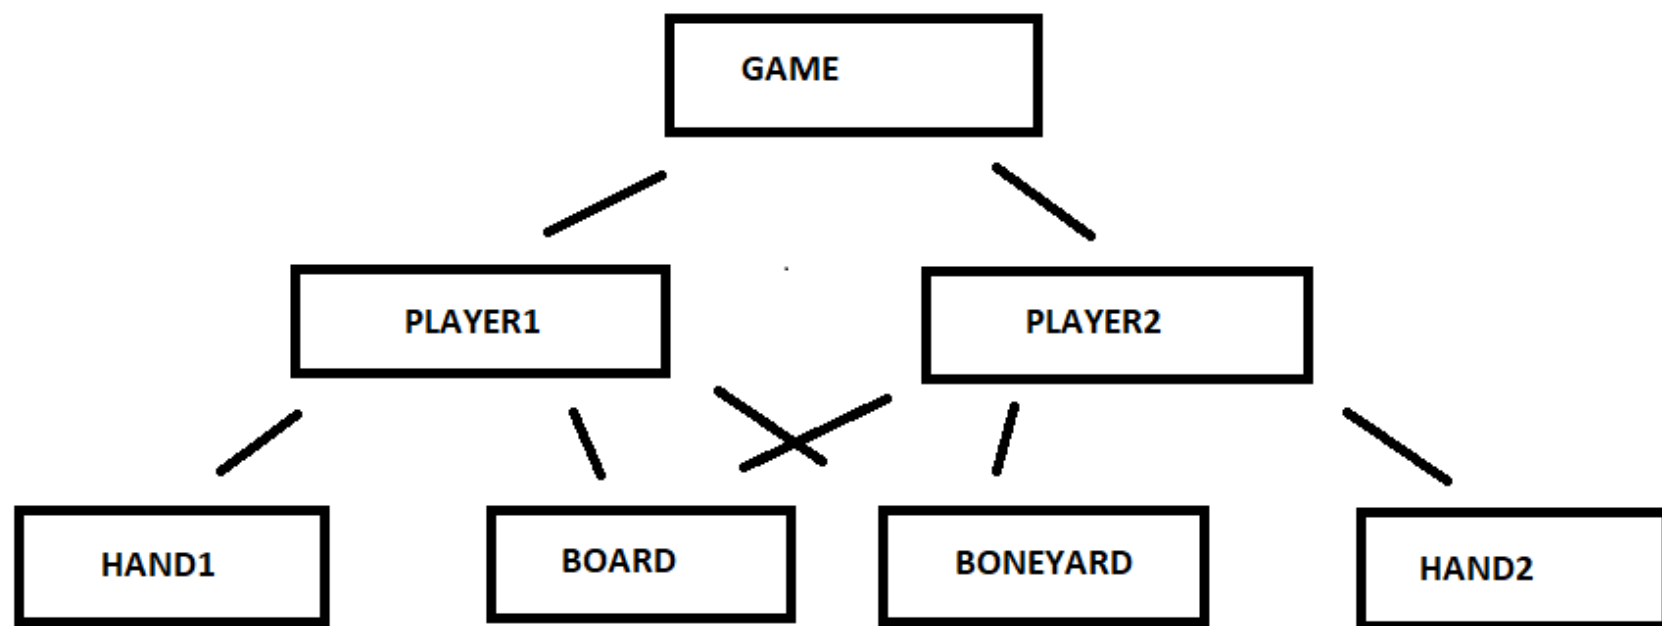 GAME
PLAYER1
PLAYER2
HAND1
BOARD
BONEYARD
HAND2